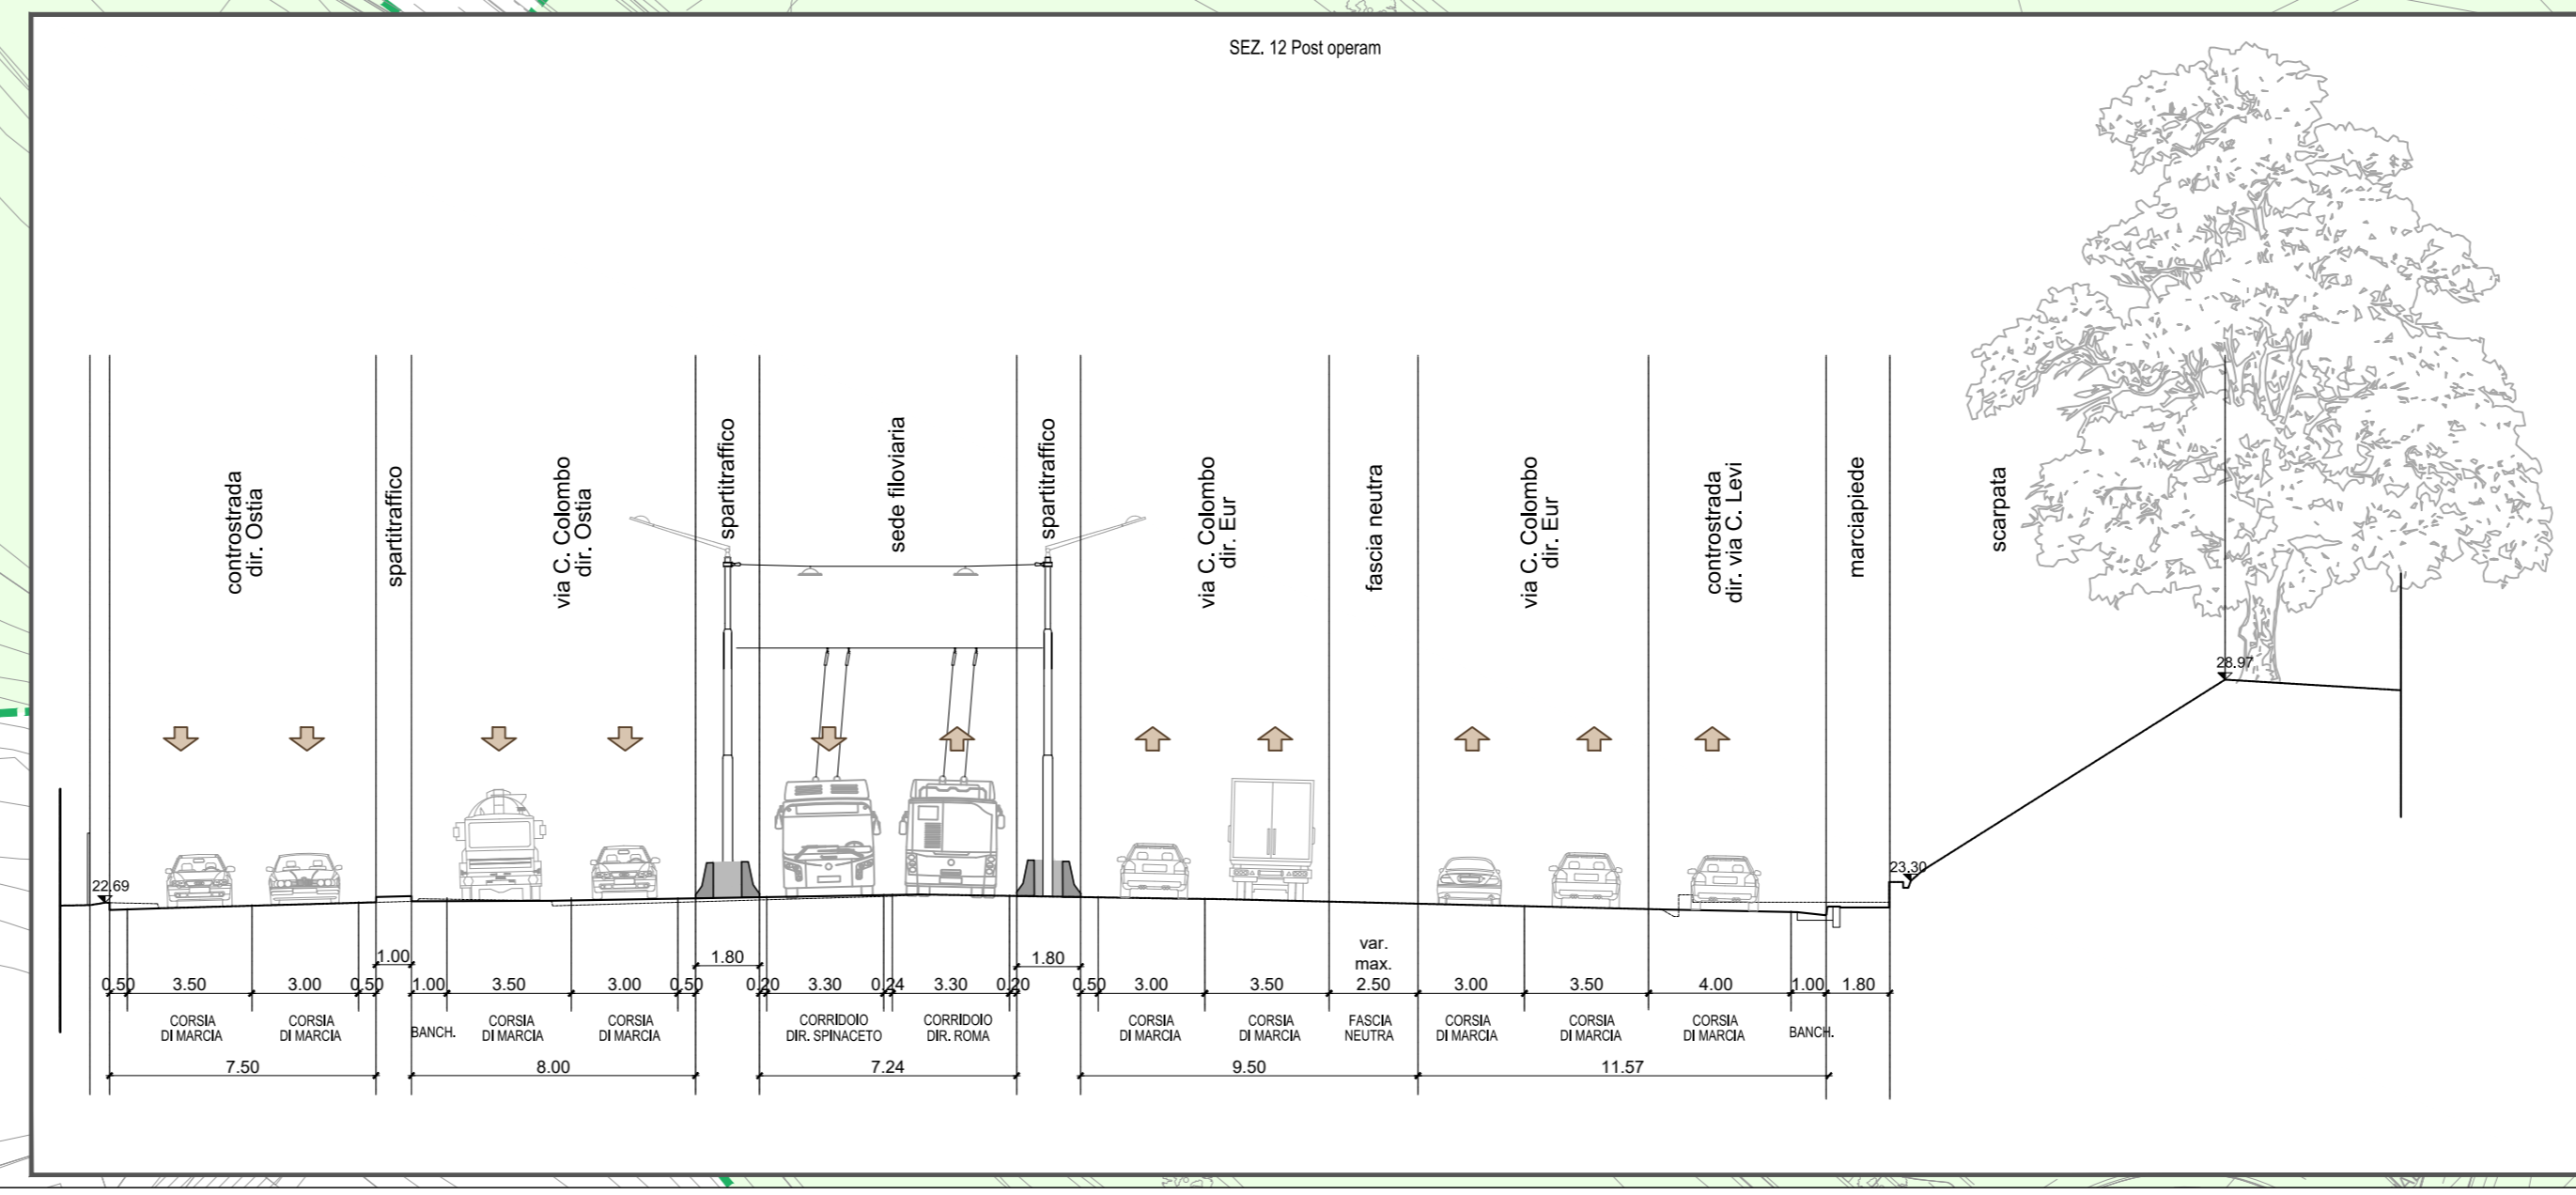 SEZ. 12 Post operam
controstrada
dir. Ostia
spartitraffico
via C. Colombo
dir. Ostia
spartitraffico
sede filoviaria
spartitraffico
via C. Colombo
dir. Eur
fascia neutra
via C. Colombo
dir. Eur
controstrada
dir. via C. Levi
marciapiede
scarpata
28.97
22.69
23.30
1.00
1.80
1.80
var.
max.
0.50 3.50 3.00 0.50 1.00 3.50 3.00 0.50 0.20 3.30 0.24 3.30 0.20 0.50 3.00 3.50 2.50 3.00 3.50 4.00 1.00 1.80
CORSIA
DI MARCIA
CORSIA
DI MARCIA
BANCH.
CORSIA
DI MARCIA
CORSIA
DI MARCIA
CORRIDOIO
DIR. SPINACETO
CORRIDOIO
DIR. ROMA
CORSIA
DI MARCIA
CORSIA
DI MARCIA
FASCIA
NEUTRA
CORSIA
DI MARCIA
CORSIA
DI MARCIA
CORSIA
DI MARCIA
BANCH.
7.50 8.00 7.24 9.50 11.57